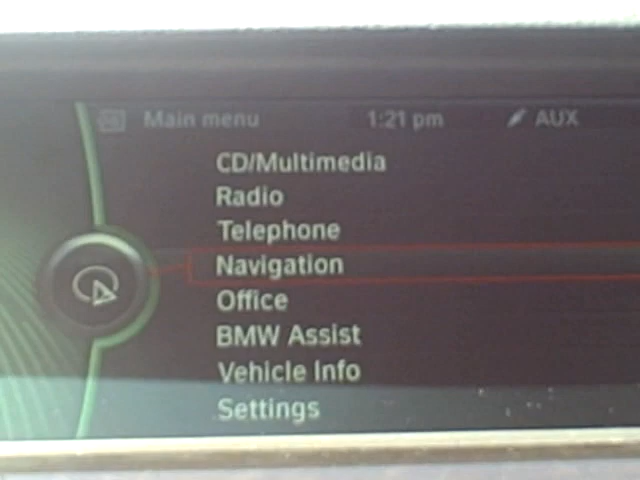 Main menu 1:21 pm AUX
CD/Multimedia
Radio
Telephone
Navigation
Office
BMW Assist
Vehicle Info
Settings